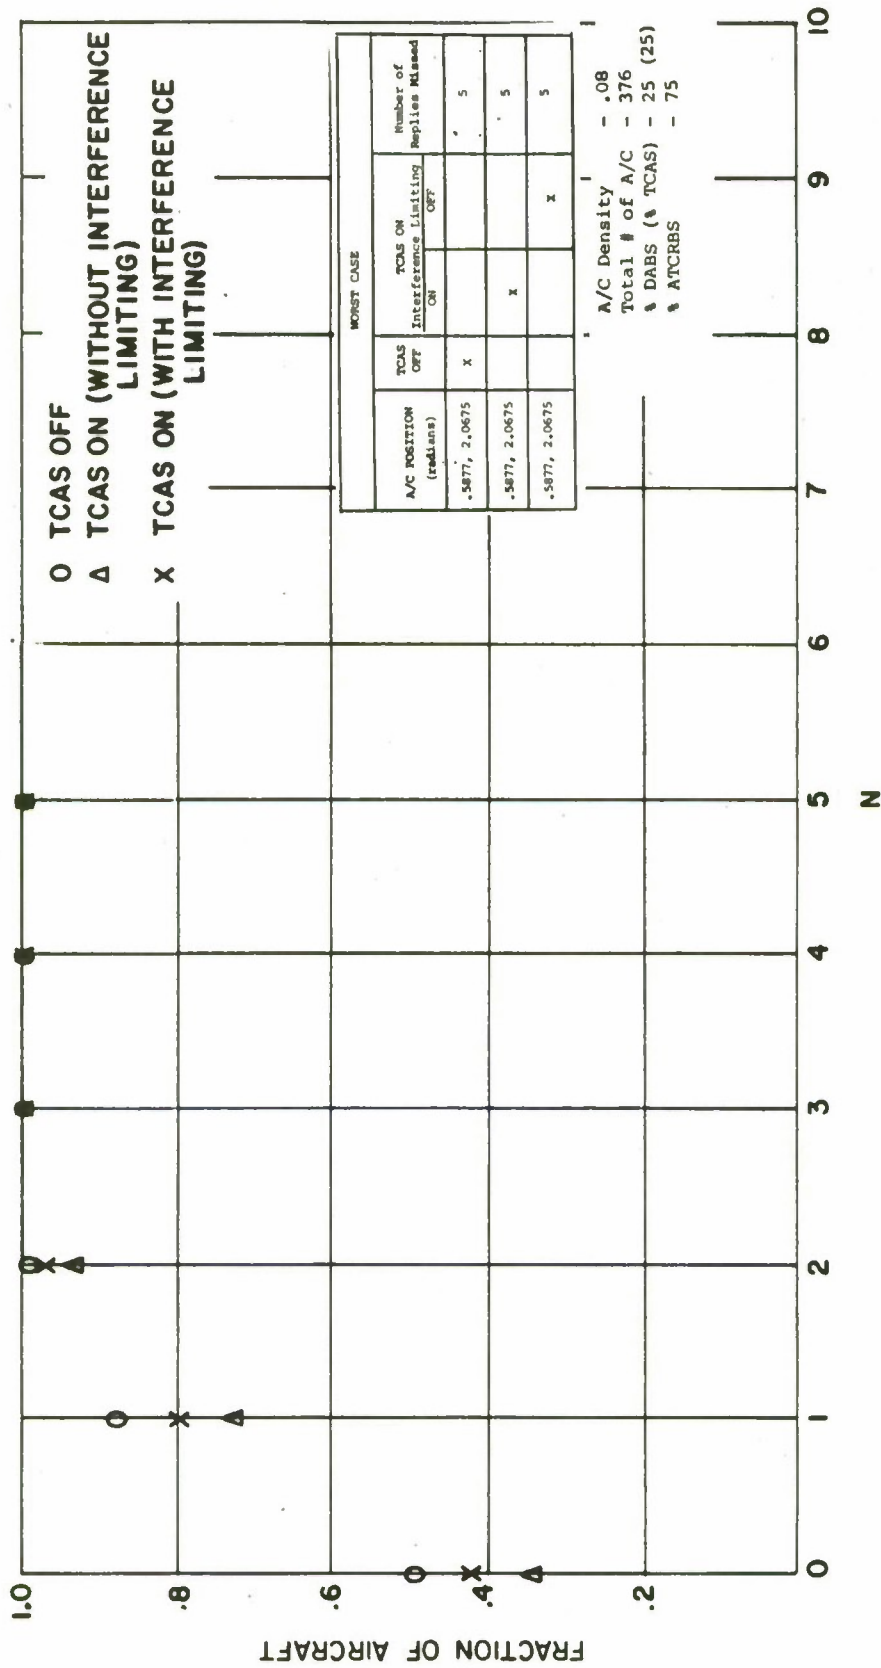 O TCAS OFF
Δ TCAS ON (WITHOUT INTERFERENCE
LIMITING)
X TCAS ON (WITH INTERFERENCE
LIMITING)
WORST CASE
A/C POSITION
(radians)
TCAS
OFF
TCAS ON
Interference Limiting
ON
OFF
Number of
Replies Missed
.5877, 2.0675 x 5
.5877, 2.0675 x 5
.5877, 2.0675 x 5
A/C Density - .08
Total # of A/C - 376
% DABS (% TCAS) - 25 (25)
% ATCRBS - 75
FRACTION OF AIRCRAFT
1.0
.8
.6
.4
.2
0 1 2 3 4 5 6 7 8 9 10
N